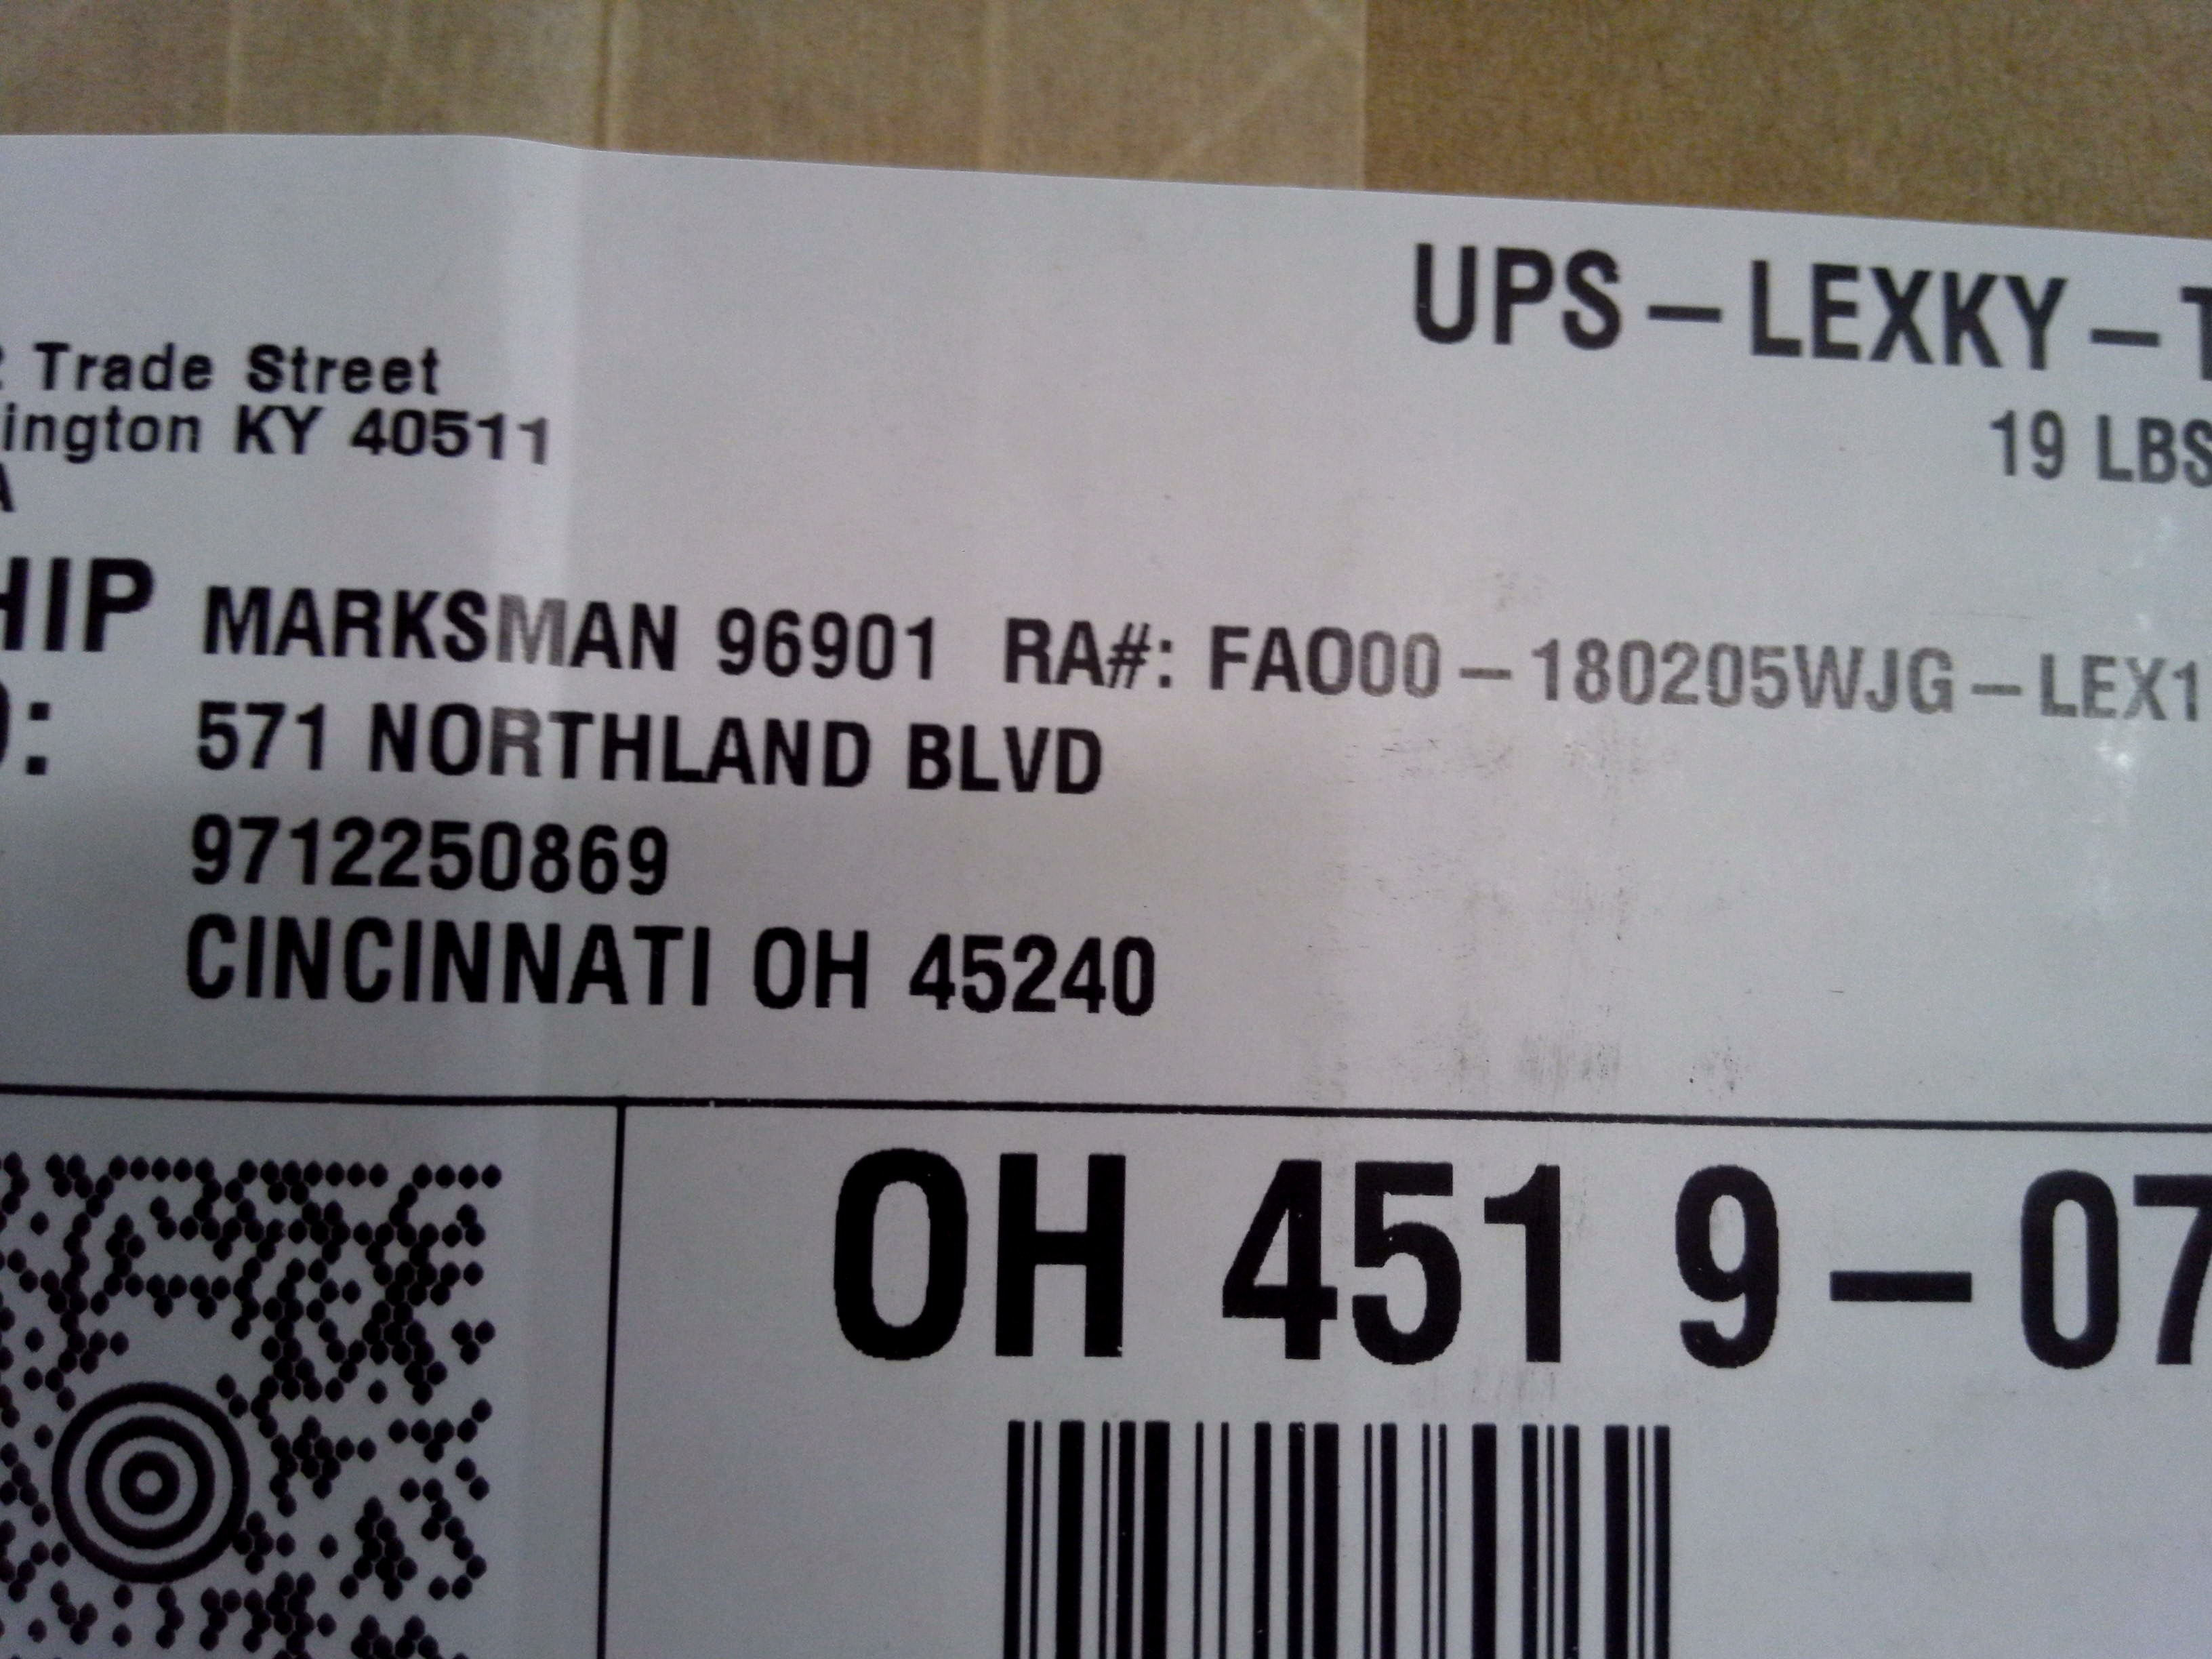 UPS – LEXKY – T
19 LBS
Trade Street
ington KY 40511
A
HIP MARKSMAN 96901 RA#: FAO00 – 180205WJG – LEX1
: 571 NORTHLAND BLVD
9712250869
CINCINNATI OH 45240
OH 451 9 – 07